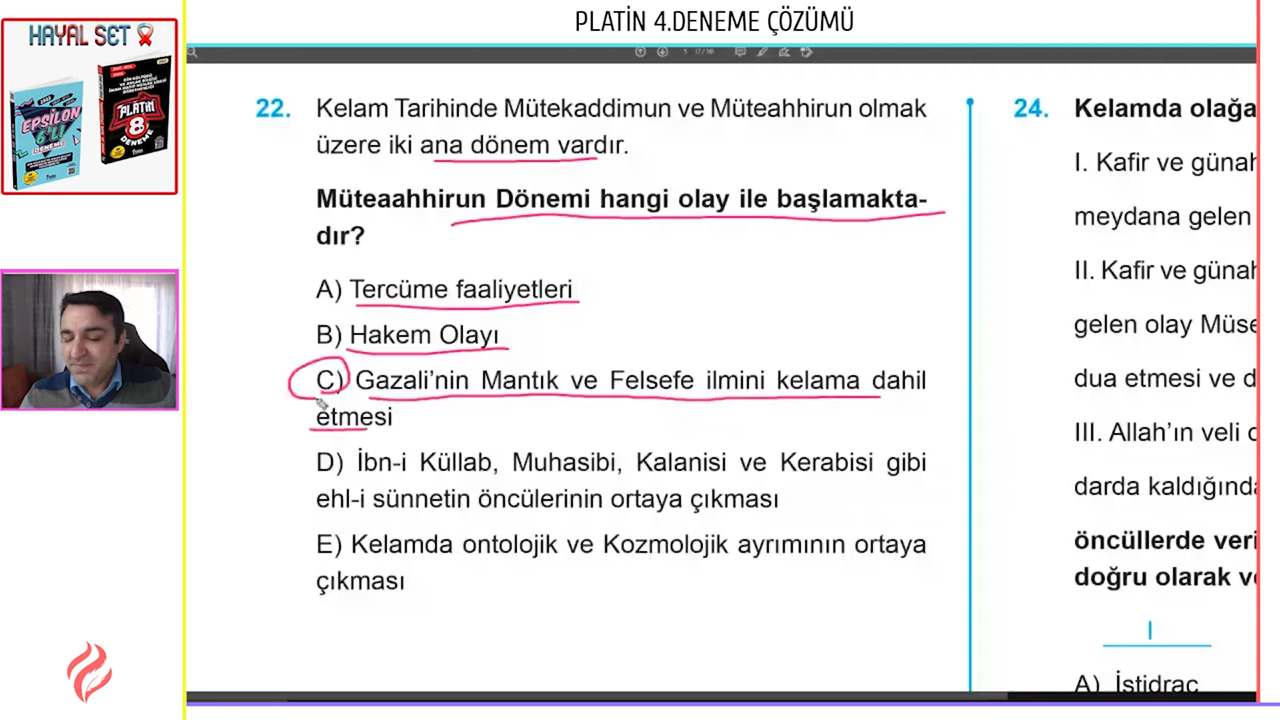 PLATİN 4.DENEME ÇÖZÜMÜ
HAYAL SET
EPSİLON
6'LI
DENEME
PLATİN
8
DENEME
22. Kelam Tarihinde Mütekaddimun ve Müteahhirun olmak
üzere iki ana dönem vardır.
Müteaahhirun Dönemi hangi olay ile başlamakta-
dır?
A) Tercüme faaliyetleri
B) Hakem Olayı
C) Gazali’nin Mantık ve Felsefe ilmini kelama dahil
etmesi
D) İbn-i Küllab, Muhasibi, Kalanisi ve Kerabisi gibi
ehl-i sünnetin öncülerinin ortaya çıkması
E) Kelamda ontolojik ve Kozmolojik ayrımının ortaya
çıkması
24. Kelamda olağa
I. Kafir ve günah
meydana gelen
II. Kafir ve günah
gelen olay Müse
dua etmesi ve d
III. Allah’ın veli
darda kaldığında
öncüllerde veri
doğru olarak ve
I
A) İstidrac